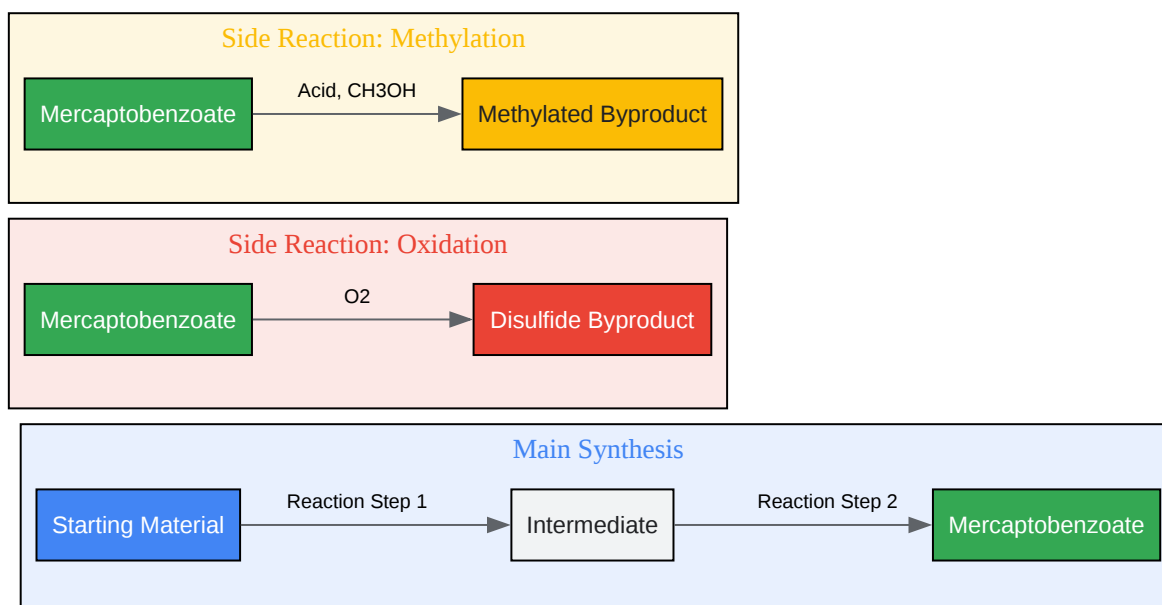 Side Reaction: Methylation
Mercaptobenzoate
Acid, CH3OH
Methylated Byproduct
Side Reaction: Oxidation
Mercaptobenzoate
O2
Disulfide Byproduct
Main Synthesis
Starting Material
Reaction Step 1
Intermediate
Reaction Step 2
Mercaptobenzoate